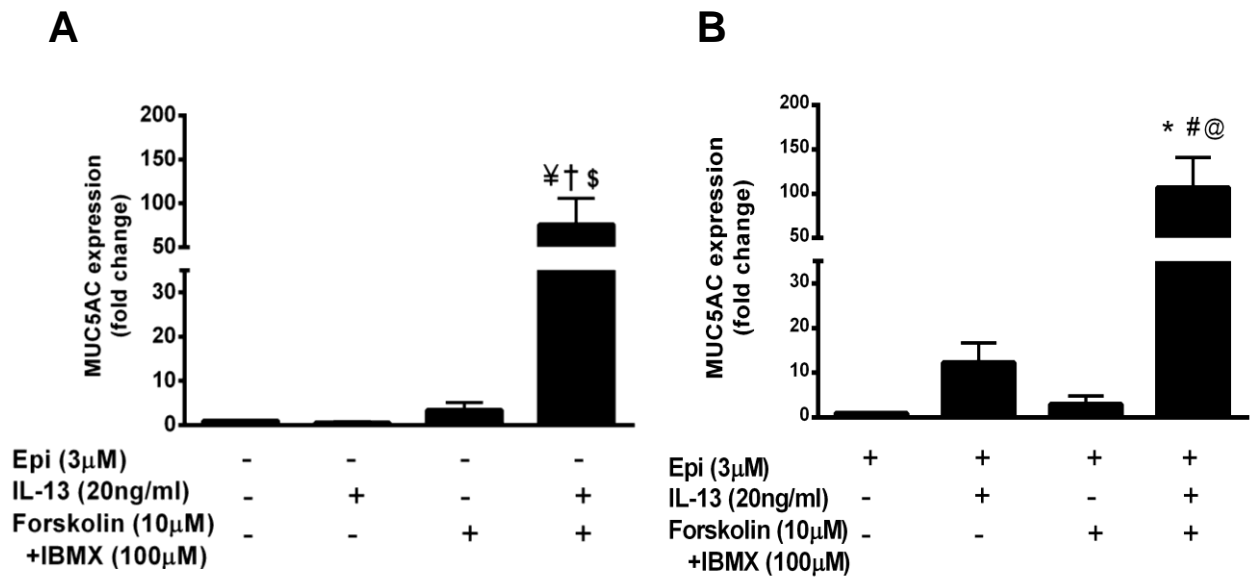 A
MUC5AC expression
(fold change)
200
150
100
50
30
20
10
0
¥ † $
Epi (3μM) - - - -
IL-13 (20ng/ml) - + - +
Forskolin (10μM) - - + +
+IBMX (100μM)
B
MUC5AC expression
(fold change)
200
150
100
50
30
20
10
0
* # @
Epi (3μM) + + + +
IL-13 (20ng/ml) - + - +
Forskolin (10μM) - - + +
+IBMX (100μM)